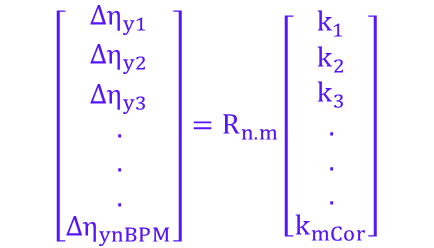 Δη_y1 k_1
Δη_y2 k_2
Δη_y3 k_3
. = R_n.m .
. .
. .
Δη_ynBPM k_mCor